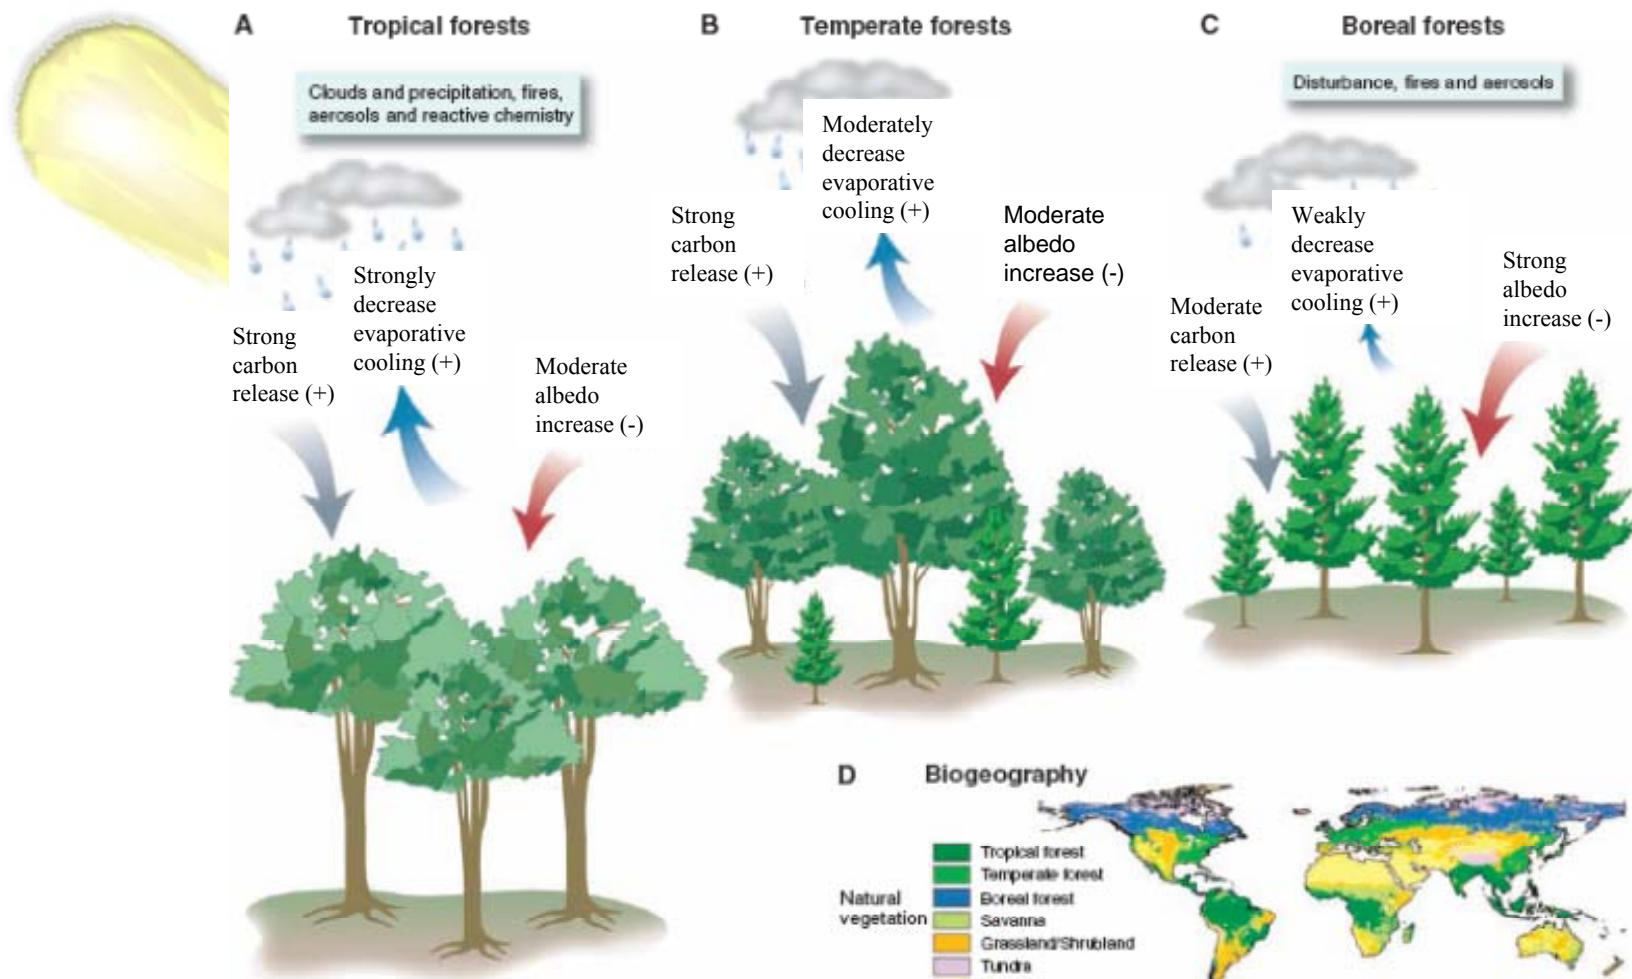 A Tropical forests
Clouds and precipitation, fires,
aerosols and reactive chemistry
Strong
carbon
release (+)
Strongly
decrease
evaporative
cooling (+)
Moderate
albedo
increase (-)
B Temperate forests
Strong
carbon
release (+)
Moderately
decrease
evaporative
cooling (+)
Moderate
albedo
increase (-)
C Boreal forests
Disturbance, fires and aerosols
Moderate
carbon
release (+)
Weakly
decrease
evaporative
cooling (+)
Strong
albedo
increase (-)
D Biogeography
Natural
vegetation
Tropical forest
Temperate forest
Boreal forest
Savanna
Grassland/Shrubland
Tundra